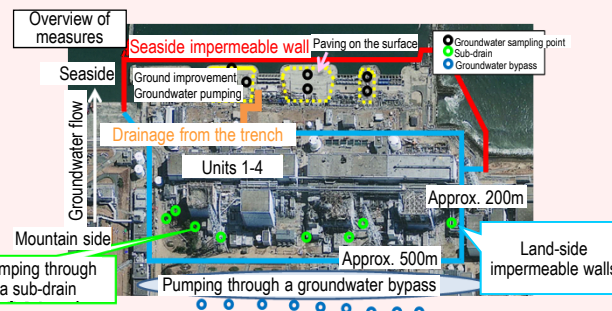 Overview of
measures
Seaside impermeable wall
Paving on the surface
Groundwater sampling point
Sub-drain
Groundwater bypass
Seaside
Ground improvement
Groundwater pumping
Groundwater flow
Drainage from the trench
Units 1-4
Approx. 200m
Mountain side
Approx. 500m
Land-side
impermeable walls
mping through
a sub-drain
Pumping through a groundwater bypass